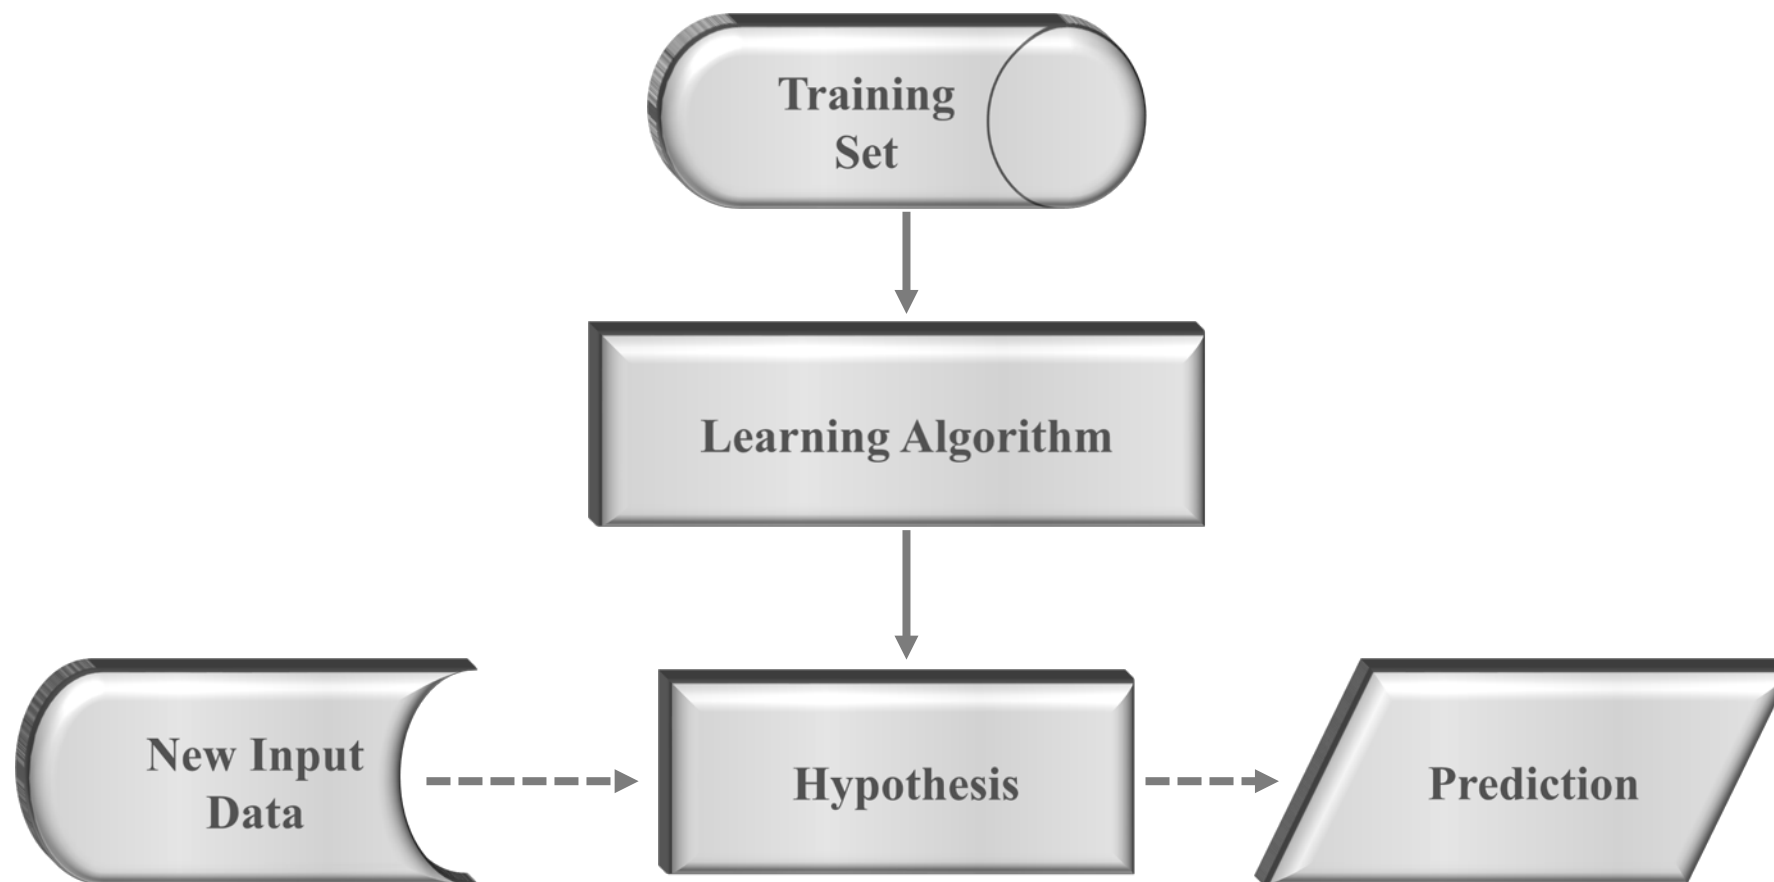 Training
Set
Learning Algorithm
New Input
Data
Hypothesis
Prediction